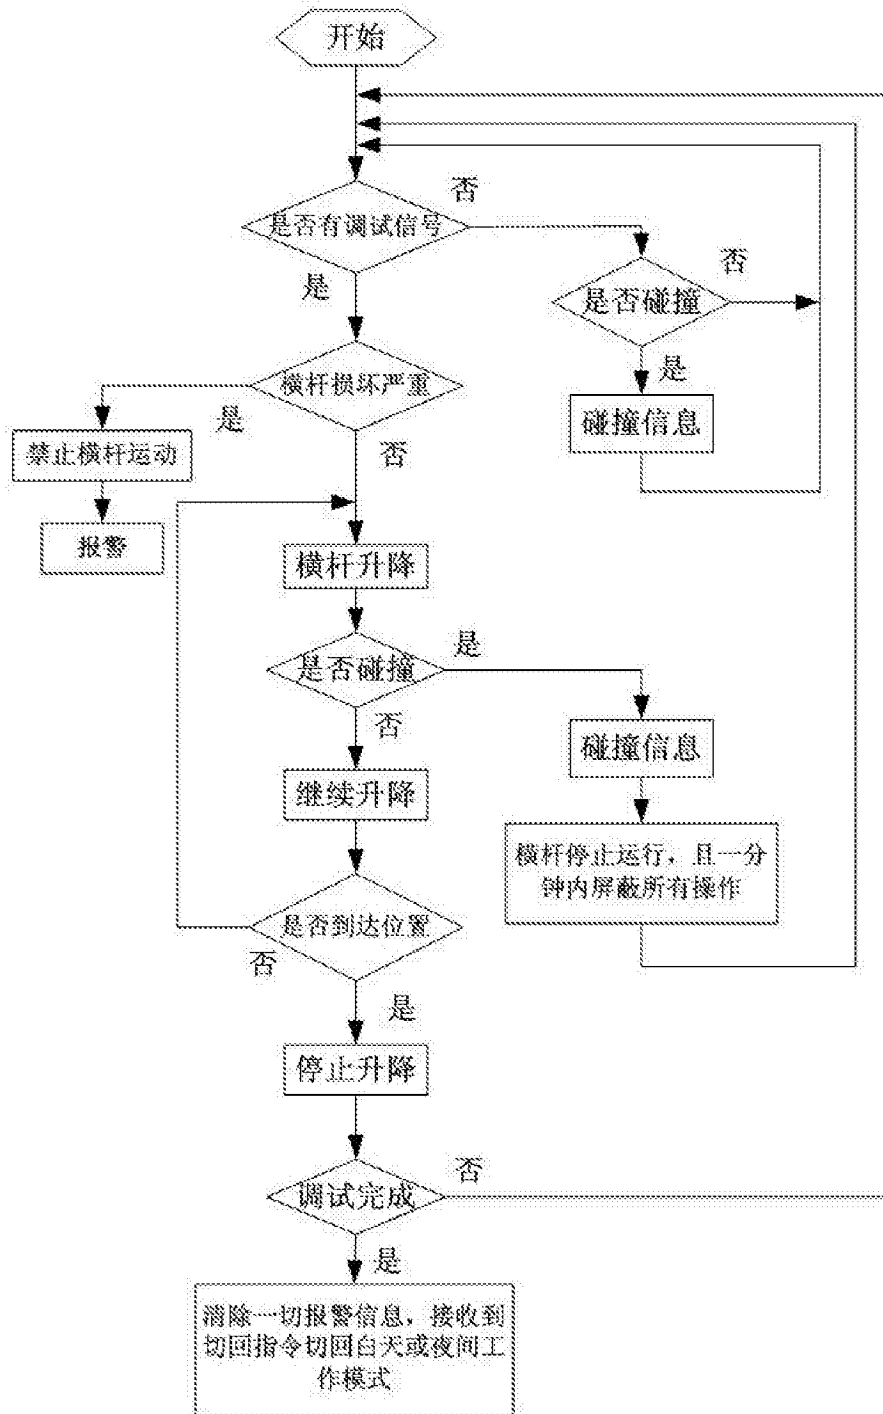 开始
否
是否有调试信号
是
否
是否碰撞
是
碰撞信息
横杆损坏严重
是
否
禁止横杆运动
报警
横杆升降
是否碰撞
是
否
碰撞信息
继续升降
横杆停止运行，且一分
钟内屏蔽所有操作
是否到达位置
否
是
停止升降
否
调试完成
是
消除一切报警信息，接收到
切回指令切回白天或夜间工
作模式